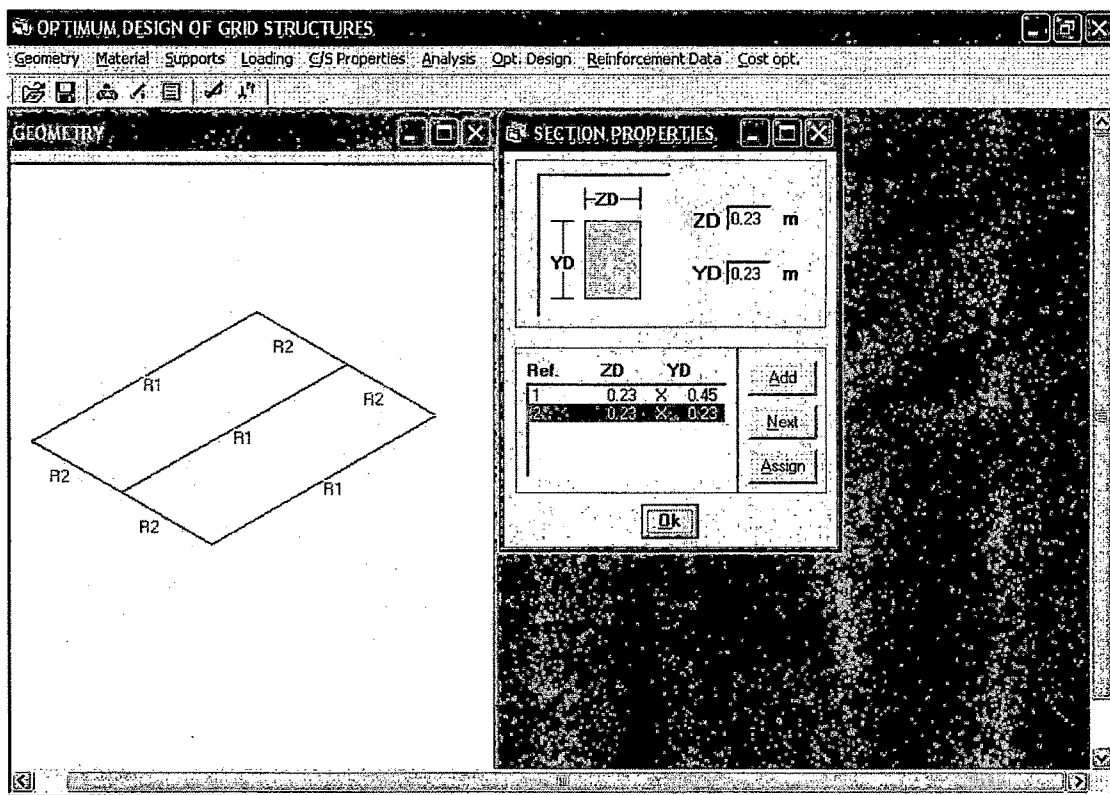 OPTIMUM DESIGN OF GRID STRUCTURES
Geometry Material Supports Loading C/S Properties Analysis Opt. Design Reinforcement Data Cost opt.
GEOMETRY
R2
R1
R2
R1
R2
R1
R2
SECTION PROPERTIES
ZD
ZD 0.23 m
YD
YD 0.23 m
Ref. ZD YD
1 0.23 X 0.45
2 0.23 X 0.23
Add
Next
Assign
Ok